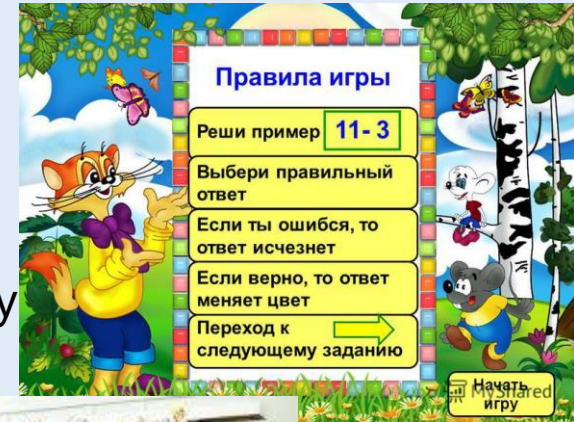 Правила игры
Реши пример 11- 3
Выбери правильный
ответ
Если ты ошибся, то
ответ исчезнет
Если верно, то ответ
меняет цвет
у
Переход к
следующему заданию
MyShared
Начать
игру